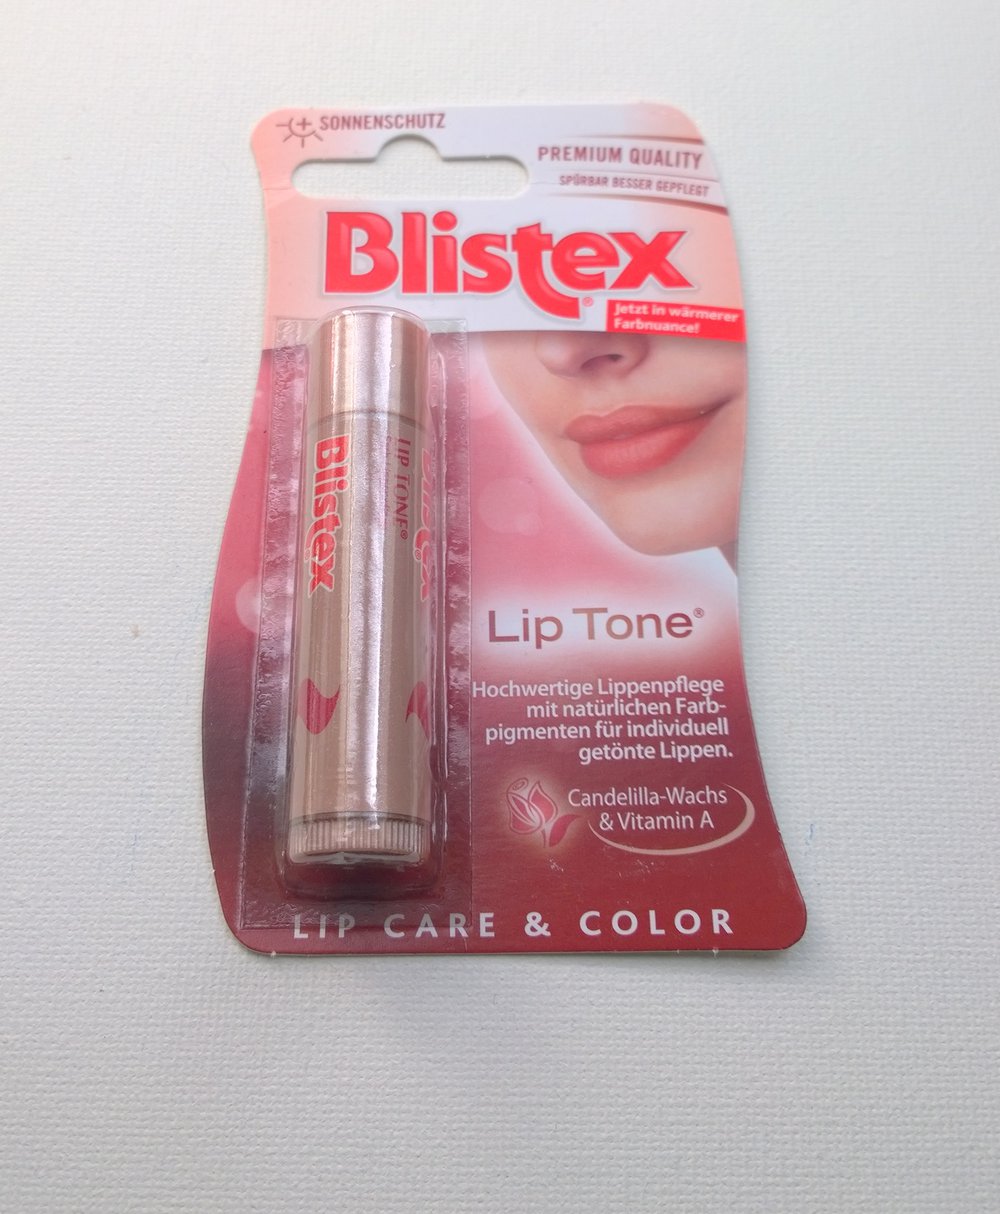 SONNENSCHUTZ
PREMIUM QUALITY
SPÜRBAR BESSER GEPFLEGT
Blistex®
Jetzt in wärmerer
Farbnuance!
Blistex
LIP TONE®
Blistex
Lip Tone®
Hochwertige Lippenpflege
mit natürlichen Farb-
pigmenten für individuell
getönte Lippen.
Candelilla-Wachs
& Vitamin A
LIP CARE & COLOR